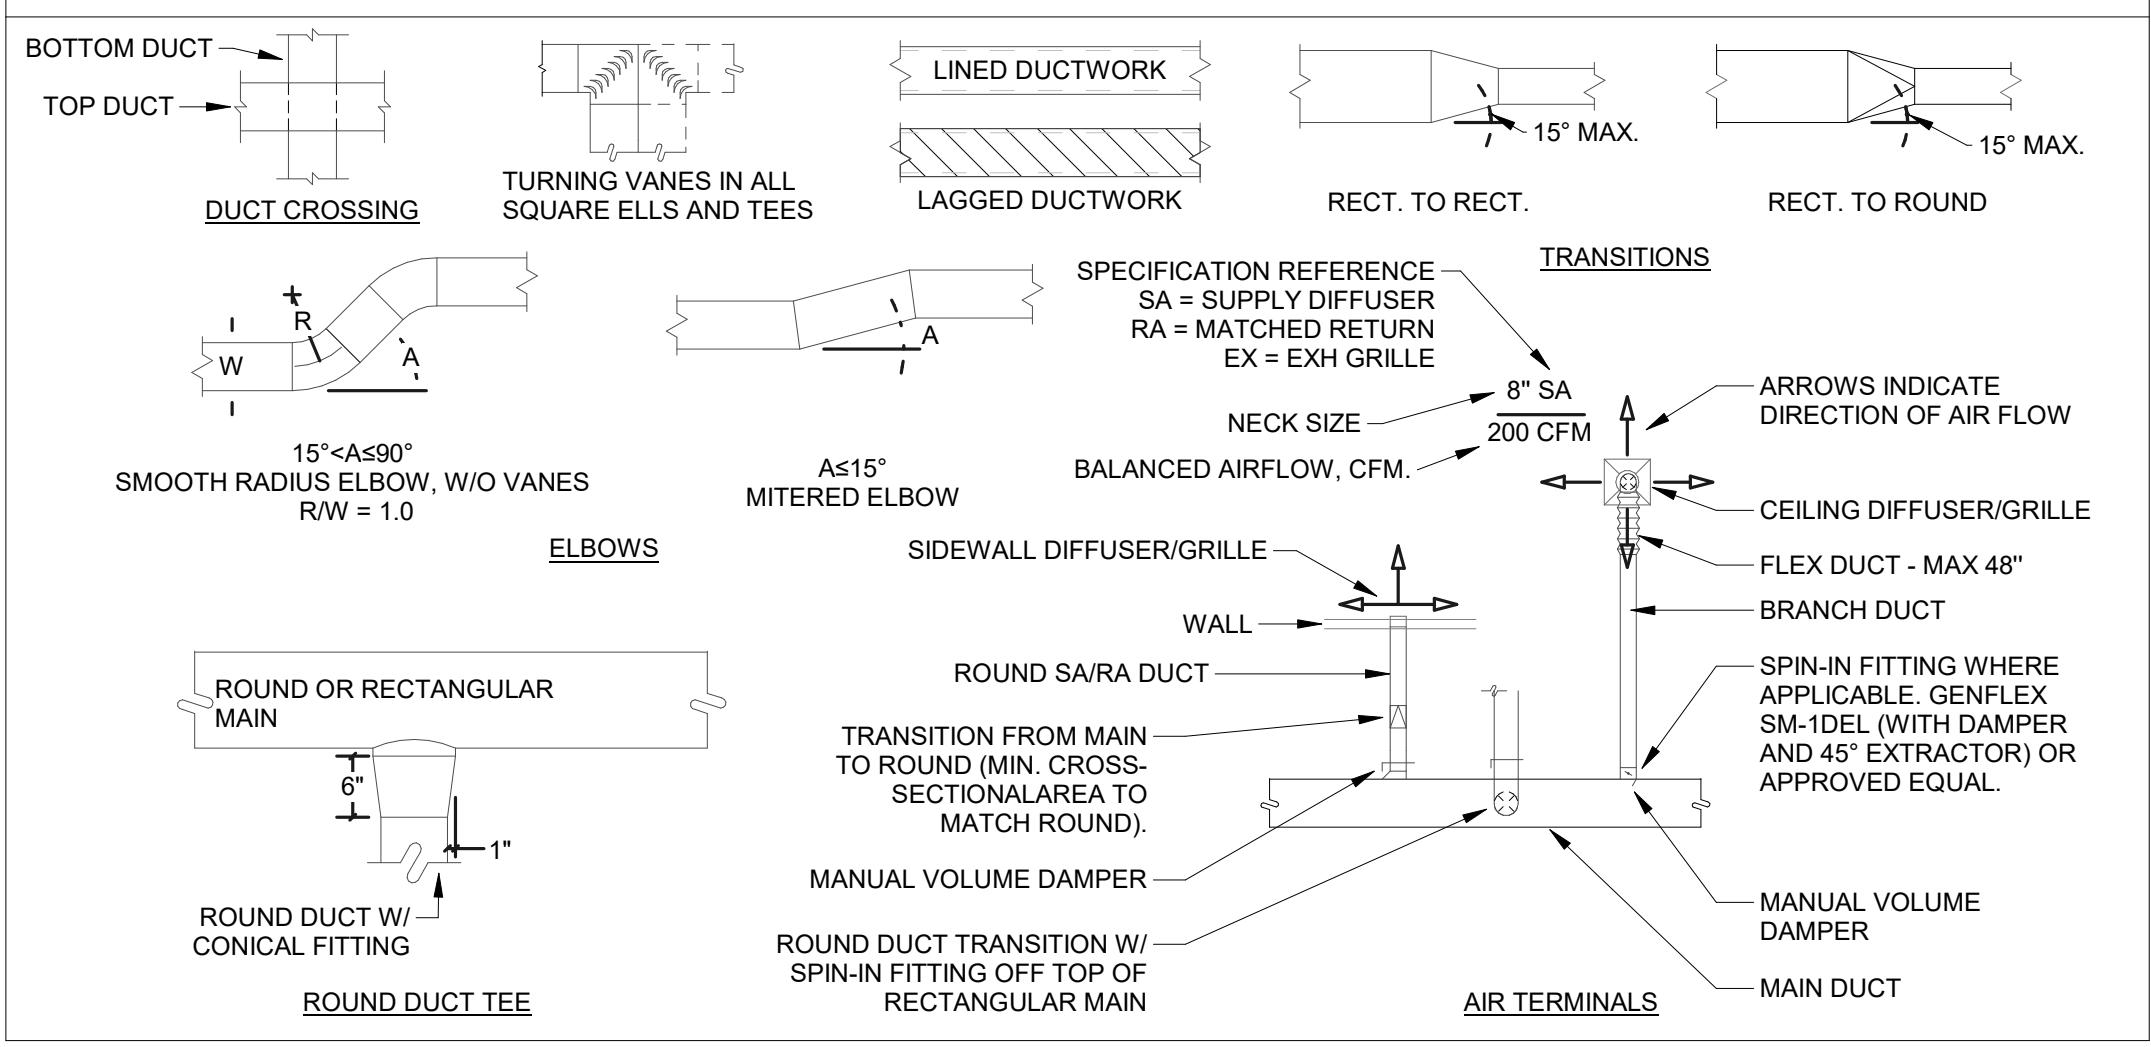 BOTTOM DUCT
TOP DUCT
DUCT CROSSING
TURNING VANES IN ALL
SQUARE ELLS AND TEES
LINED DUCTWORK
LAGGED DUCTWORK
15° MAX.
RECT. TO RECT.
15° MAX.
RECT. TO ROUND
TRANSITIONS
R
W
A
15°<A≤90°
SMOOTH RADIUS ELBOW, W/O VANES
R/W = 1.0
A
A≤15°
MITERED ELBOW
ELBOWS
SPECIFICATION REFERENCE
SA = SUPPLY DIFFUSER
RA = MATCHED RETURN
EX = EXH GRILLE
8" SA
200 CFM
NECK SIZE
BALANCED AIRFLOW, CFM.
ARROWS INDICATE
DIRECTION OF AIR FLOW
CEILING DIFFUSER/GRILLE
FLEX DUCT - MAX 48"
BRANCH DUCT
SPIN-IN FITTING WHERE
APPLICABLE. GENFLEX
SM-1DEL (WITH DAMPER
AND 45° EXTRACTOR) OR
APPROVED EQUAL.
MANUAL VOLUME
DAMPER
MAIN DUCT
SIDEWALL DIFFUSER/GRILLE
WALL
ROUND SA/RA DUCT
TRANSITION FROM MAIN
TO ROUND (MIN. CROSS-
SECTIONALAREA TO
MATCH ROUND).
MANUAL VOLUME DAMPER
ROUND DUCT TRANSITION W/
SPIN-IN FITTING OFF TOP OF
RECTANGULAR MAIN
AIR TERMINALS
ROUND OR RECTANGULAR
MAIN
6"
1"
ROUND DUCT W/
CONICAL FITTING
ROUND DUCT TEE